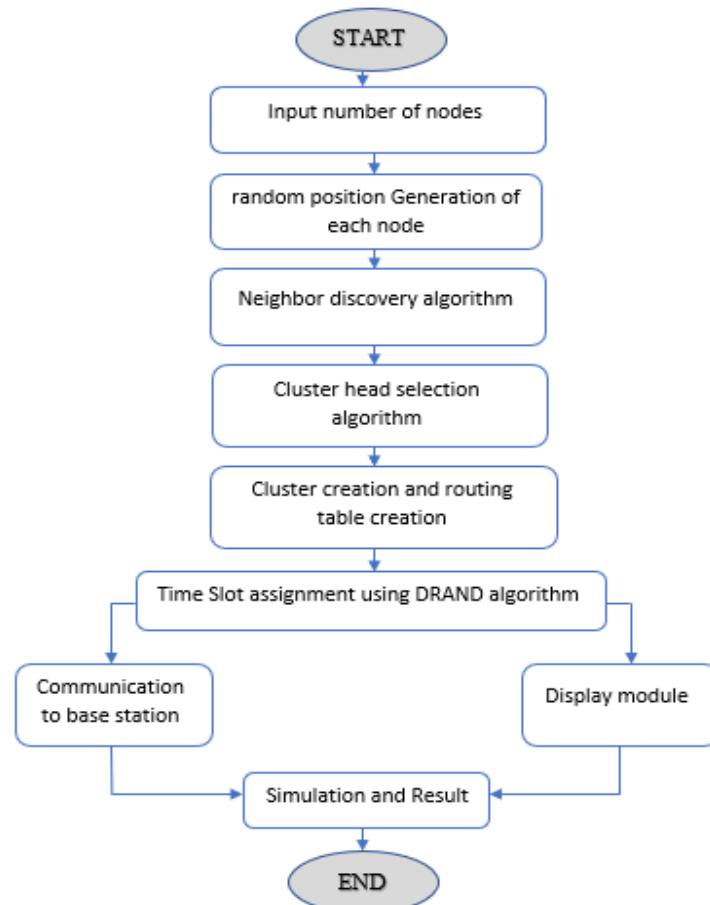 START
Input number of nodes
random position Generation of
each node
Neighbor discovery algorithm
Cluster head selection
algorithm
Cluster creation and routing
table creation
Time Slot assignment using DRAND algorithm
Communication
to base station
Display module
Simulation and Result
END